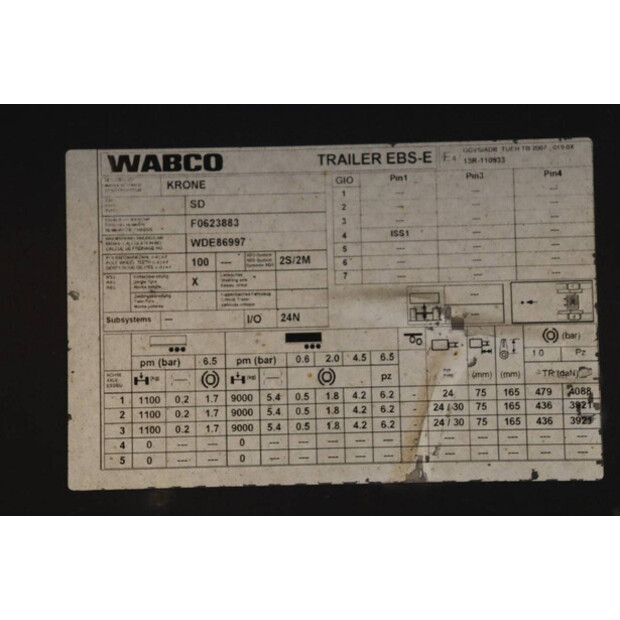 WABCO TRAILER EBS-E
KRONE
SD
F0623883
WDE86997
100 ---- 2S/2M
X
Subsystems --- I/O 24N
GIO Pin1 Pin3 Pin4
1 --- --- ---
2 --- --- ---
3 --- --- ---
4 ISS1 --- ---
5 --- --- ---
6 --- --- ---
7 --- --- ---
(bar)
pm (bar) 6.5 pm (bar) 0.6 2.0 4.5 6.5 10 Pz
pz (mm) (mm) TR (daN)
1 1100 0.2 1.7 9000 5.4 0.5 1.8 4.2 6.2 - 24 75 165 479 4088
2 1100 0.2 1.7 9000 5.4 0.5 1.8 4.2 6.2 - 24 / 30 75 165 436 3921
3 1100 0.2 1.7 9000 5.4 0.5 1.8 4.2 6.2 - 24 / 30 75 165 436 3921
4 0 ---- ---- 0 ---- ---- ---- ---- ---- - ---- ---- ---- ---- ----
5 0 ---- ---- 0 ---- ---- ---- ---- ---- - ---- ---- ---- ---- ----